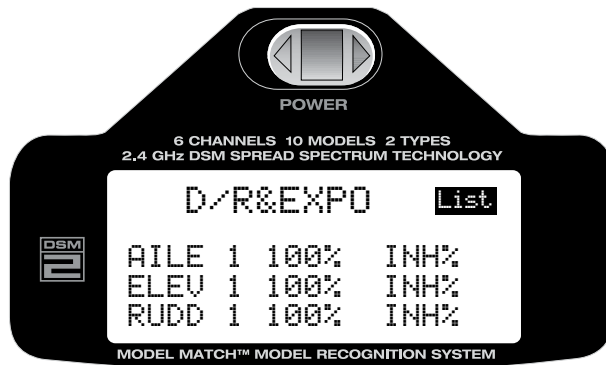 POWER
6 CHANNELS 10 MODELS 2 TYPES
2.4 GHz DSM SPREAD SPECTRUM TECHNOLOGY
D/R&EXPO List
DSM
2
AILE 1 100% INH%
ELEV 1 100% INH%
RUDD 1 100% INH%
MODEL MATCH™ MODEL RECOGNITION SYSTEM